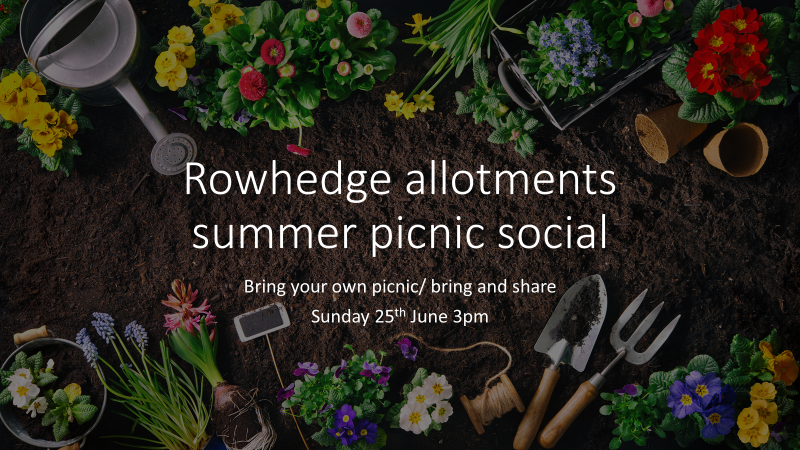 Rowhedge allotments
summer picnic social
Bring your own picnic/ bring and share
Sunday 25th June 3pm